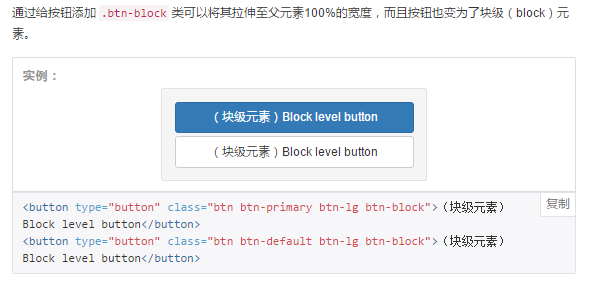 通过给按钮添加 .btn-block 类可以将其拉伸至父元素100%的宽度，而且按钮也变为了块级（block）元
素。
实例：
（块级元素）Block level button
（块级元素）Block level button
复制
<button type="button" class="btn btn-primary btn-lg btn-block">（块级元素）
Block level button</button>
<button type="button" class="btn btn-default btn-lg btn-block">（块级元素）
Block level button</button>